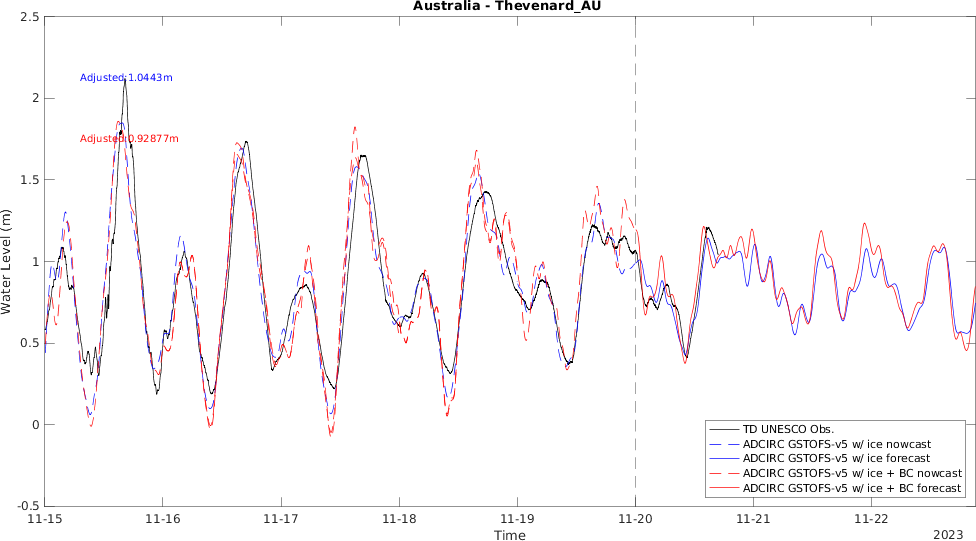 Australia - Thevenard_AU
2.5
2
1.5
1
0.5
0
-0.5
Water Level (m)
Adjusted 1.0443m
Adjusted 0.92877m
TD UNESCO Obs.
ADCIRC GSTOFS-v5 w/ ice nowcast
ADCIRC GSTOFS-v5 w/ ice forecast
ADCIRC GSTOFS-v5 w/ ice + BC nowcast
ADCIRC GSTOFS-v5 w/ ice + BC forecast
11-15 11-16 11-17 11-18 11-19 11-20 11-21 11-22
Time
2023